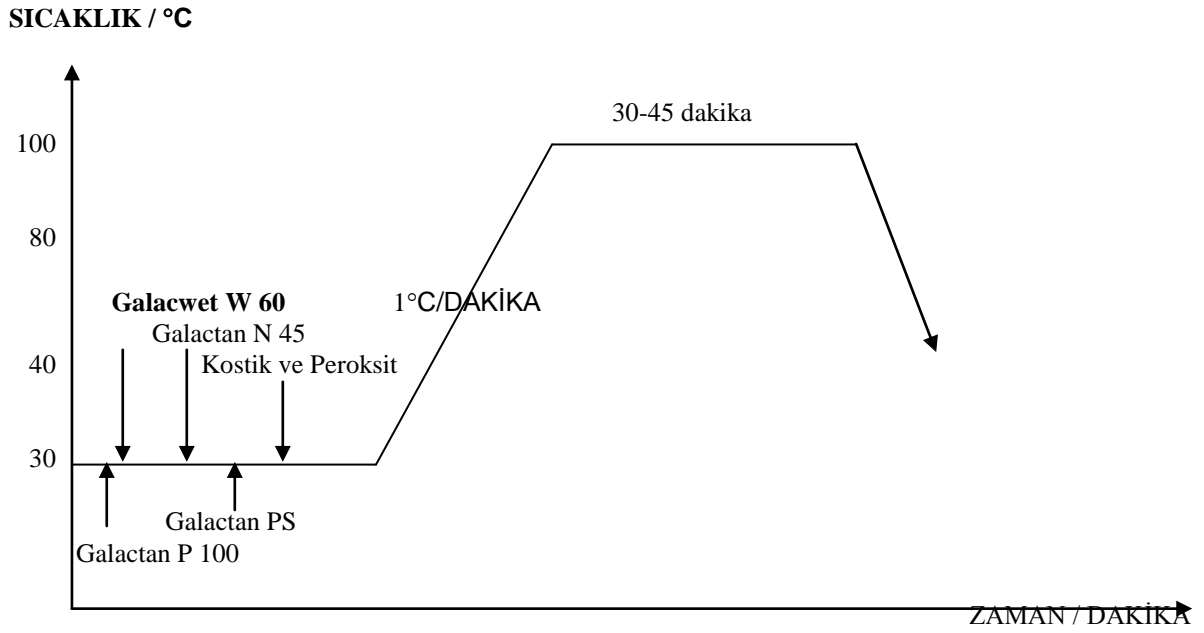 SICAKLIK / °C
30-45 dakika
100
80
Galacwet W 60
1°C/DAKİKA
Galactan N 45
40
Kostik ve Peroksit
30
Galactan PS
Galactan P 100
ZAMAN / DAKİKA